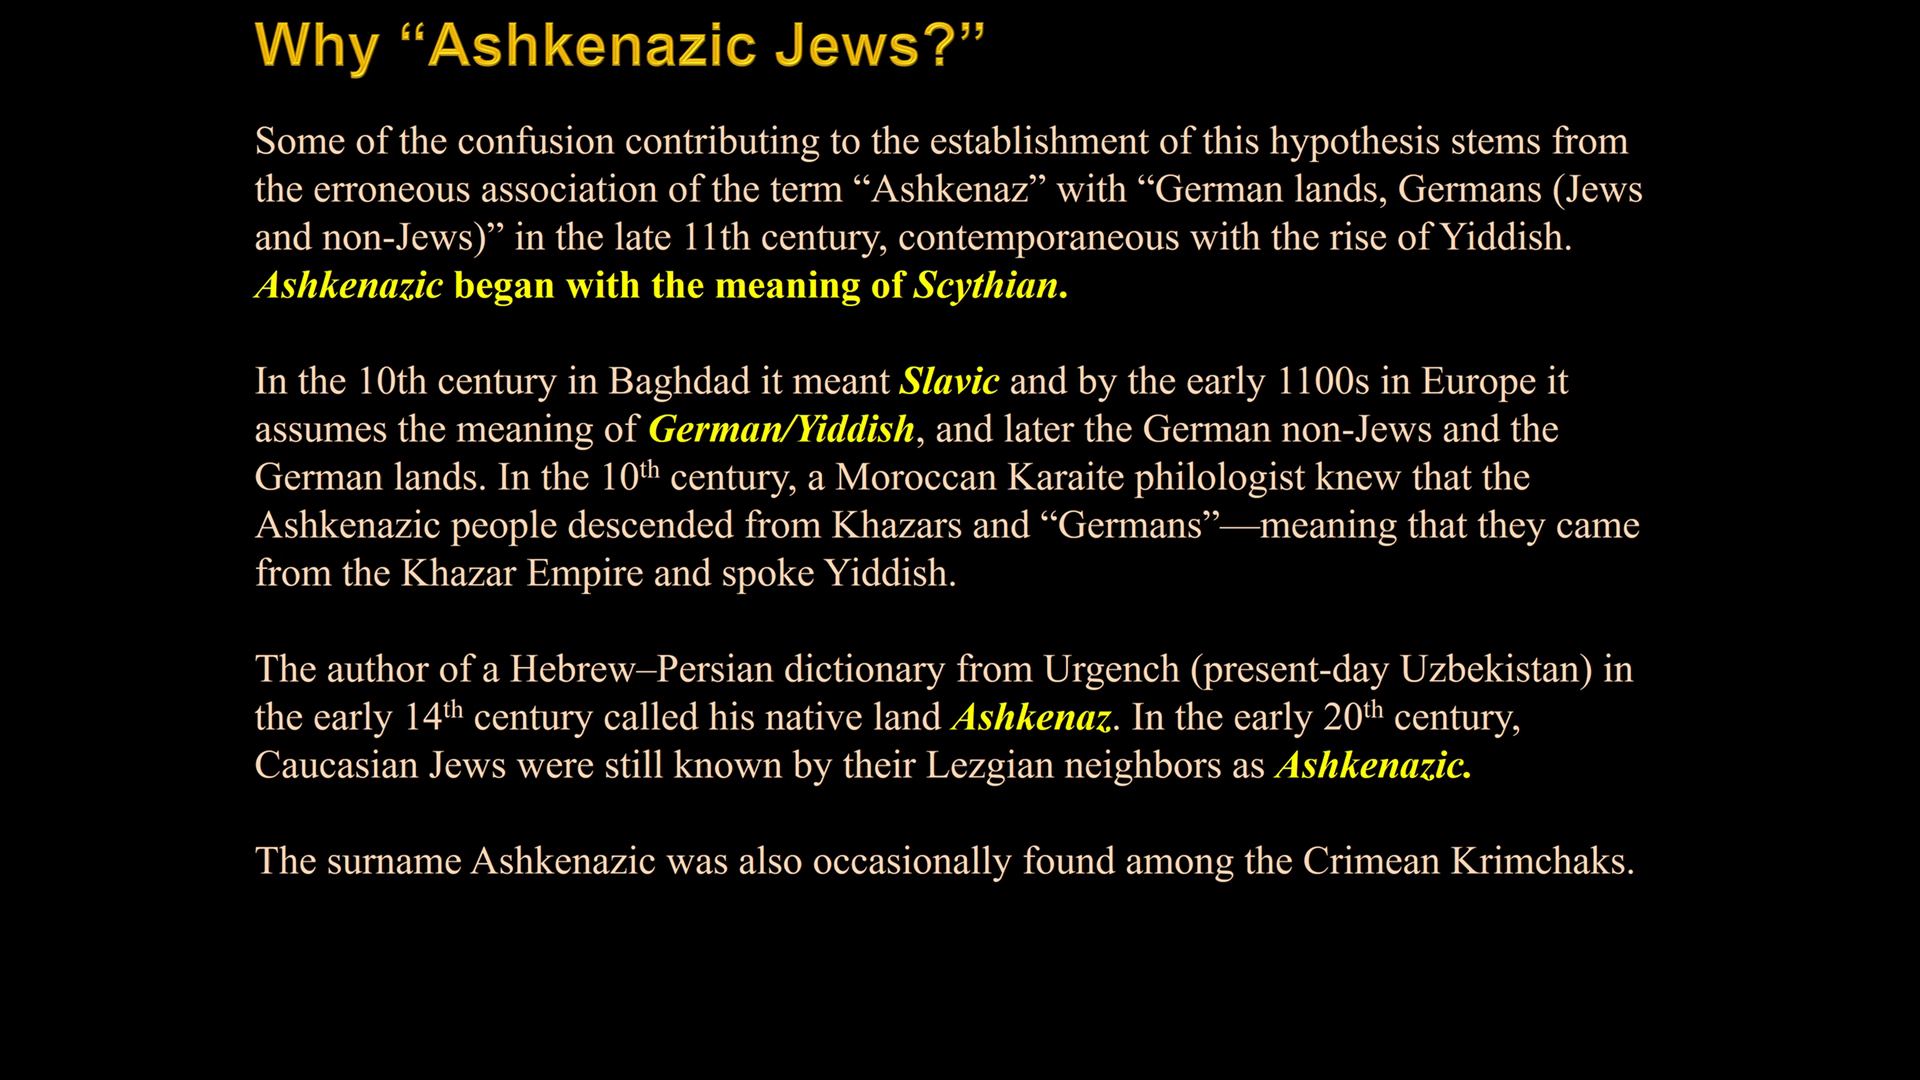 Why “Ashkenazic Jews?”
Some of the confusion contributing to the establishment of this hypothesis stems from
the erroneous association of the term “Ashkenaz” with “German lands, Germans (Jews
and non-Jews)” in the late 11th century, contemporaneous with the rise of Yiddish.
Ashkenazic began with the meaning of Scythian.
In the 10th century in Baghdad it meant Slavic and by the early 1100s in Europe it
assumes the meaning of German/Yiddish, and later the German non-Jews and the
German lands. In the 10th century, a Moroccan Karaite philologist knew that the
Ashkenazic people descended from Khazars and “Germans”—meaning that they came
from the Khazar Empire and spoke Yiddish.
The author of a Hebrew–Persian dictionary from Urgench (present-day Uzbekistan) in
the early 14th century called his native land Ashkenaz. In the early 20th century,
Caucasian Jews were still known by their Lezgian neighbors as Ashkenazic.
The surname Ashkenazic was also occasionally found among the Crimean Krimchaks.